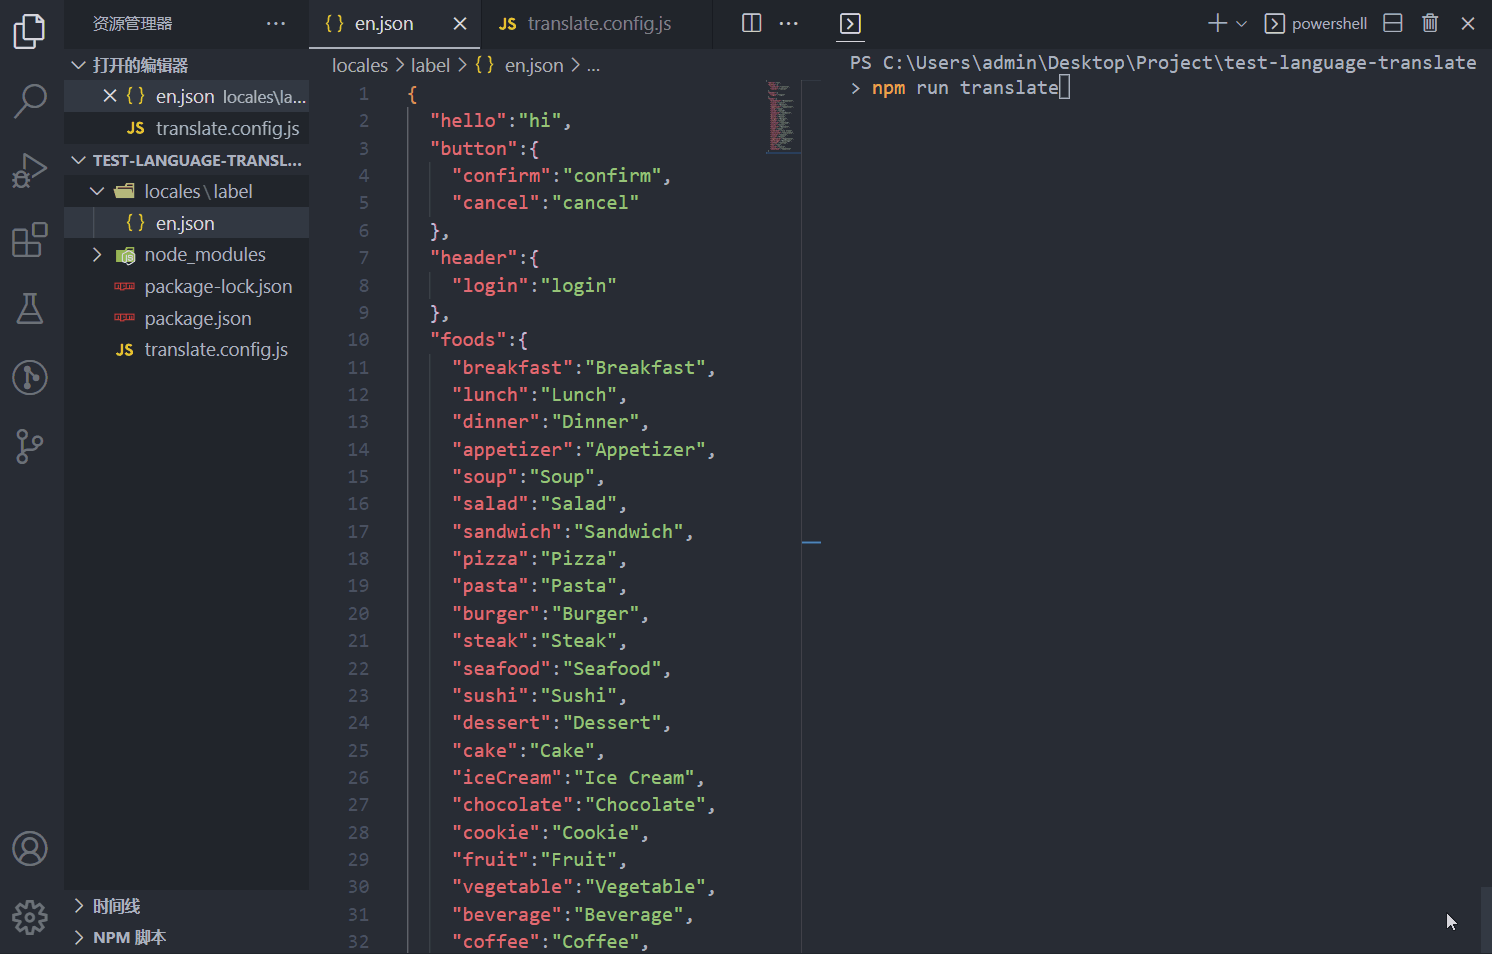 资源管理器 ···
打开的编辑器
{} en.json locales\la...
JS translate.config.js
TEST-LANGUAGE-TRANSL...
locales\label
{} en.json
node_modules
package-lock.json
package.json
JS translate.config.js
时间线
NPM 脚本
{} en.json
JS translate.config.js
locales > label > {} en.json > ...
1 {
2 "hello":"hi",
3 "button":{
4 "confirm":"confirm",
5 "cancel":"cancel"
6 },
7 "header":{
8 "login":"login"
9 },
10 "foods":{
11 "breakfast":"Breakfast",
12 "lunch":"Lunch",
13 "dinner":"Dinner",
14 "appetizer":"Appetizer",
15 "soup":"Soup",
16 "salad":"Salad",
17 "sandwich":"Sandwich",
18 "pizza":"Pizza",
19 "pasta":"Pasta",
20 "burger":"Burger",
21 "steak":"Steak",
22 "seafood":"Seafood",
23 "sushi":"Sushi",
24 "dessert":"Dessert",
25 "cake":"Cake",
26 "iceCream":"Ice Cream",
27 "chocolate":"Chocolate",
28 "cookie":"Cookie",
29 "fruit":"Fruit",
30 "vegetable":"Vegetable",
31 "beverage":"Beverage",
32 "coffee":"Coffee",
powershell
PS C:\Users\admin\Desktop\Project\test-language-translate
> npm run translate